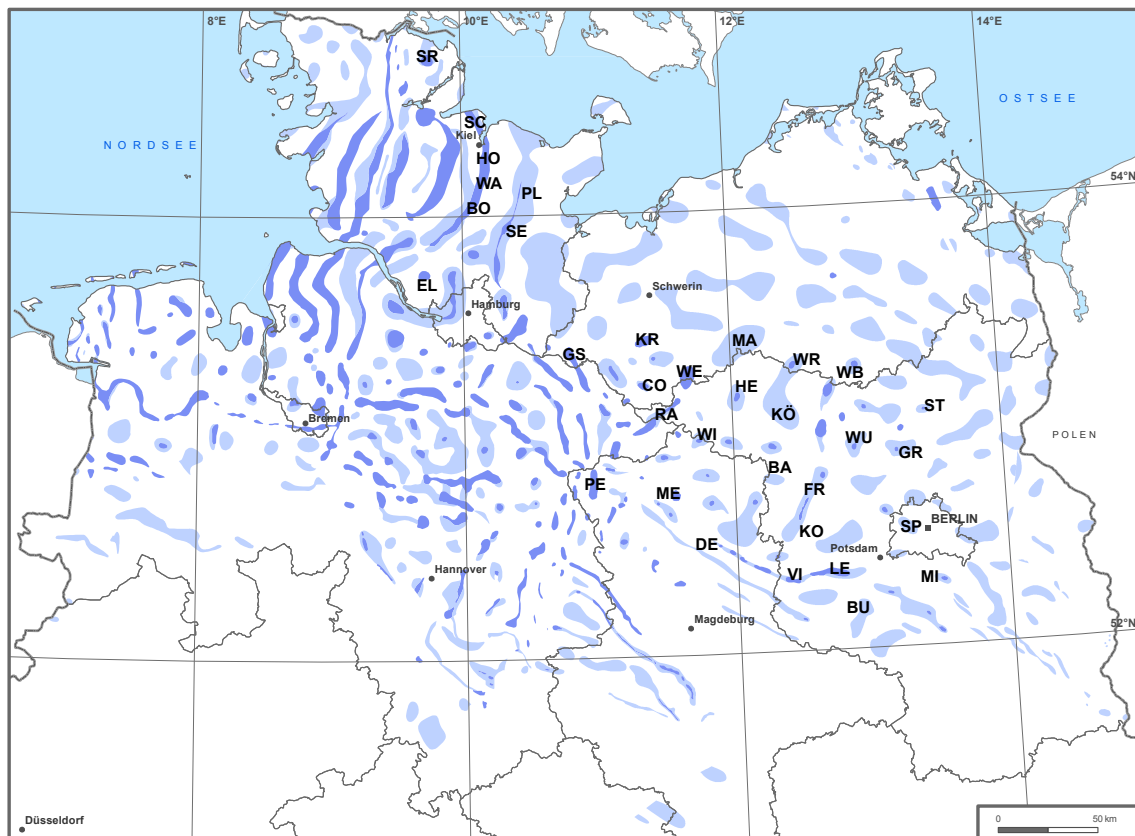 8°E
10°E
12°E
14°E
SR
OSTSEE
SC
Kiel
NORDSEE
HO
54°N
WA
PL
BO
SE
EL
Schwerin
Hamburg
KR
MA
GS
WR
WE
WB
CO
HE
ST
RA
KÖ
Bremen
WI
WU
POLEN
GR
BA
PE
ME
FR
SP
BERLIN
KO
DE
Potsdam
LE
VI
MI
Hannover
BU
Magdeburg
52°N
Düsseldorf
0 50 km